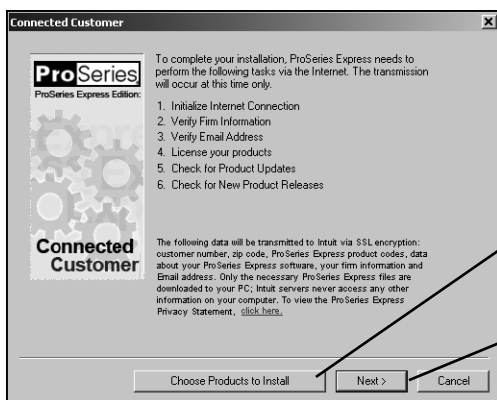 Connected Customer
ProSeries
ProSeries Express Edition:
Connected
Customer
To complete your installation, ProSeries Express needs to
perform the following tasks via the Internet. The transmission
will occur at this time only.
1. Initialize Internet Connection
2. Verify Firm Information
3. Verify Email Address
4. License your products
5. Check for Product Updates
6. Check for New Product Releases
The following data will be transmitted to Intuit via SSL encryption:
customer number, zip code, ProSeries Express product codes, data
about your ProSeries Express software, your firm information and
Email address. Only the necessary ProSeries Express files are
downloaded to your PC; Intuit servers never access any other
information on your computer. To view the ProSeries Express
Privacy Statement, click here.
Choose Products to Install
Next >
Cancel